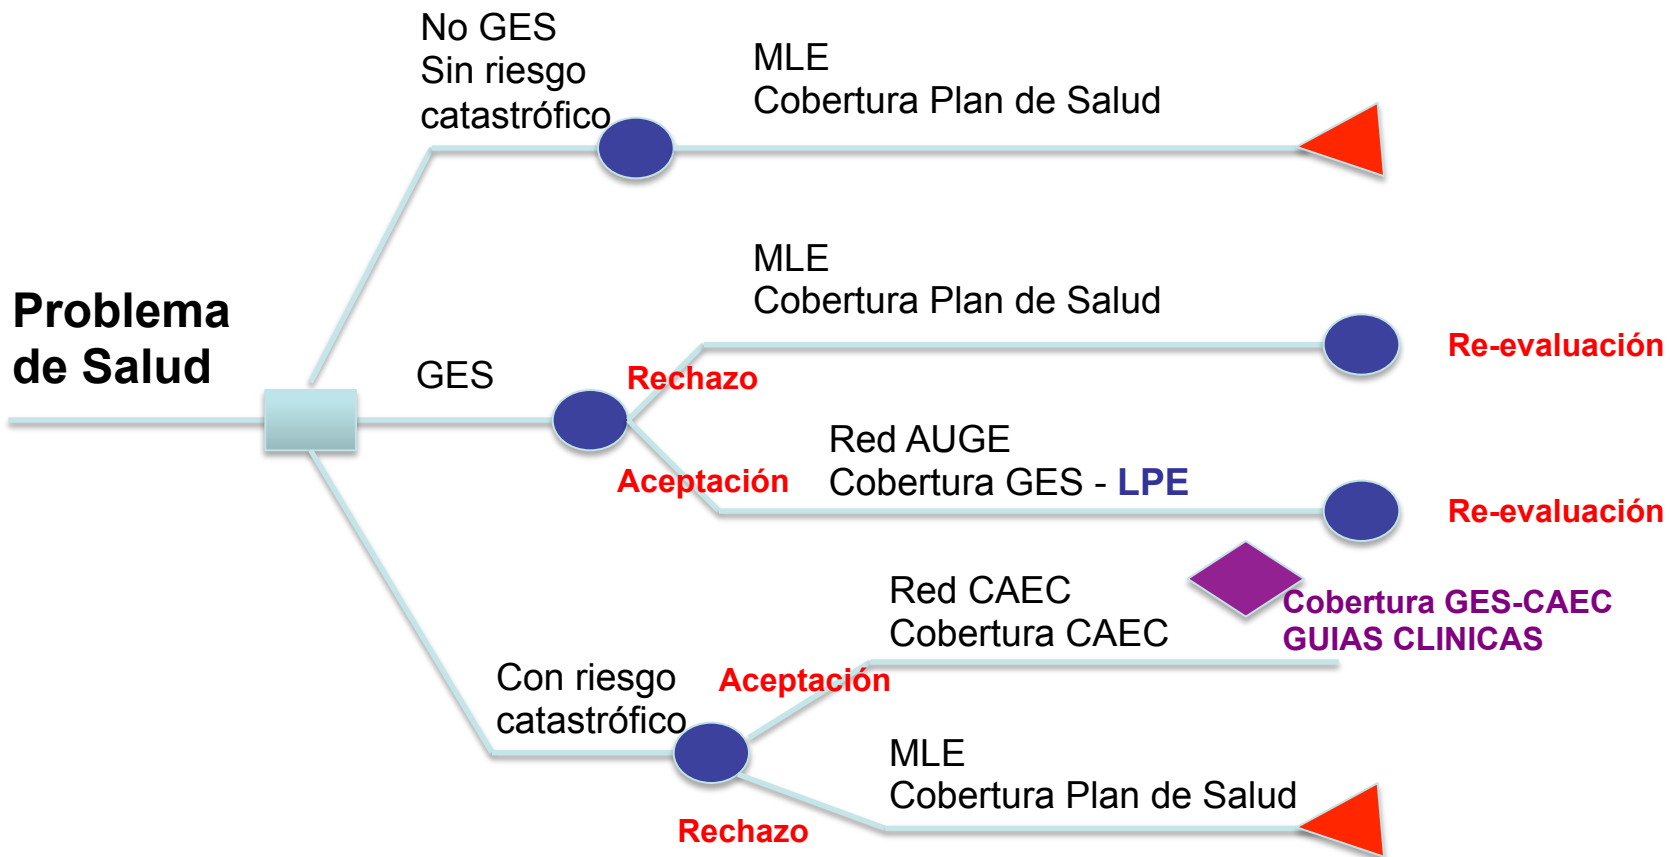 No GES
Sin riesgo
catastrófico
MLE
Cobertura Plan de Salud
MLE
Cobertura Plan de Salud
Problema
de Salud
GES
Rechazo
Re-evaluación
Red AUGE
Cobertura GES - LPE
Aceptación
Re-evaluación
Red CAEC
Cobertura CAEC
Cobertura GES-CAEC
GUIAS CLINICAS
Con riesgo
catastrófico
Aceptación
MLE
Cobertura Plan de Salud
Rechazo